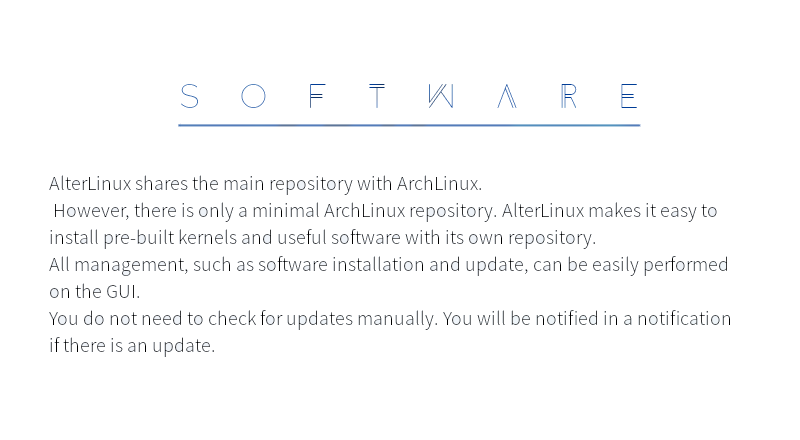 SOFTWARE
AlterLinux shares the main repository with ArchLinux.
However, there is only a minimal ArchLinux repository. AlterLinux makes it easy to
install pre-built kernels and useful software with its own repository.
All management, such as software installation and update, can be easily performed
on the GUI.
You do not need to check for updates manually. You will be notified in a notification
if there is an update.